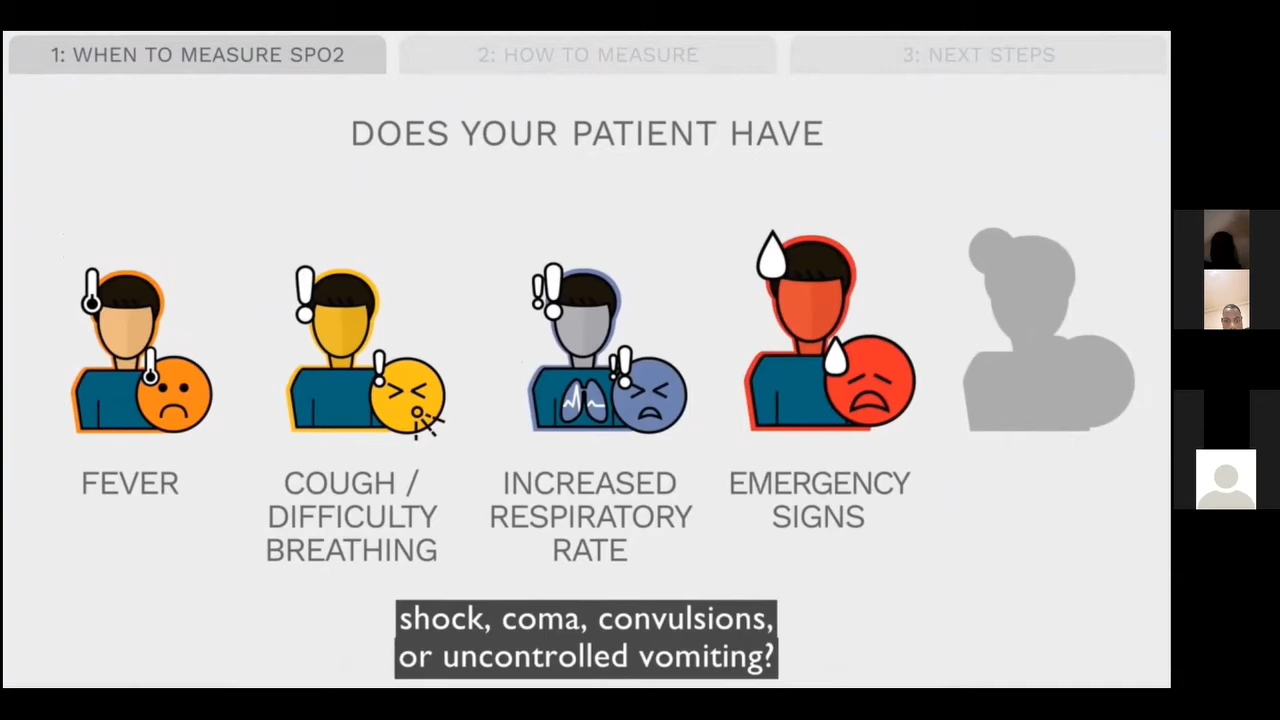 1: WHEN TO MEASURE SPO2
2: HOW TO MEASURE
3: NEXT STEPS
DOES YOUR PATIENT HAVE
FEVER
COUGH /
DIFFICULTY
BREATHING
INCREASED
RESPIRATORY
RATE
EMERGENCY
SIGNS
shock, coma, convulsions,
or uncontrolled vomiting?